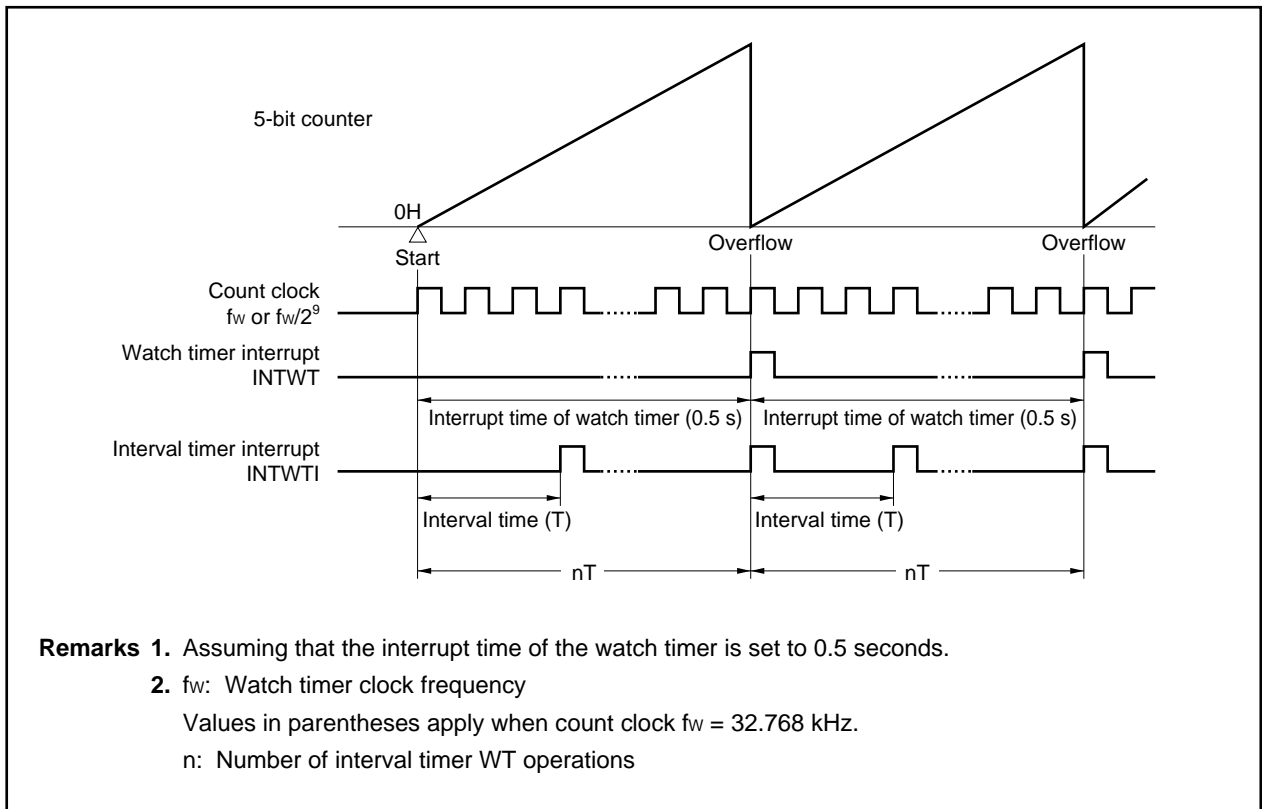 5-bit counter
0H
Start
Overflow
Overflow
Count clock
fW or fW/2⁹
Watch timer interrupt
INTWT
Interrupt time of watch timer (0.5 s)
Interrupt time of watch timer (0.5 s)
Interval timer interrupt
INTWTI
Interval time (T)
Interval time (T)
nT
nT
Remarks 1. Assuming that the interrupt time of the watch timer is set to 0.5 seconds.
2. fW: Watch timer clock frequency
Values in parentheses apply when count clock fW = 32.768 kHz.
n: Number of interval timer WT operations